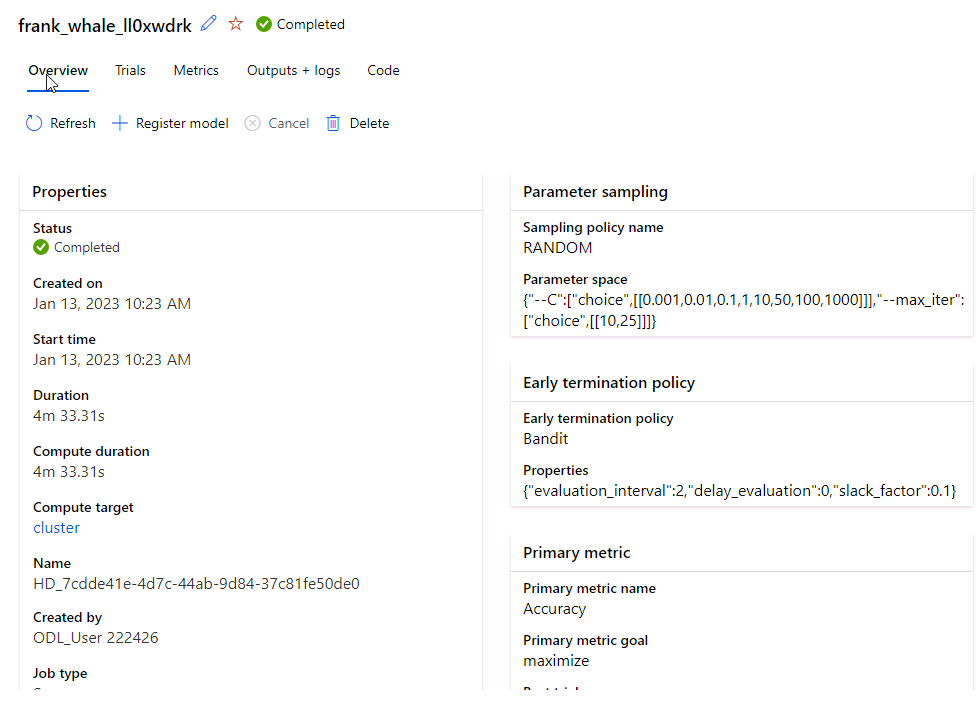 frank_whale_ll0xwdrk Completed
Overview Trials Metrics Outputs + logs Code
Refresh Register model Cancel Delete
Properties
Status
Completed
Created on
Jan 13, 2023 10:23 AM
Start time
Jan 13, 2023 10:23 AM
Duration
4m 33.31s
Compute duration
4m 33.31s
Compute target
cluster
Name
HD_7cdde41e-4d7c-44ab-9d84-37c81fe50de0
Created by
ODL_User 222426
Job type
Parameter sampling
Sampling policy name
RANDOM
Parameter space
{"--C":["choice",[[0.001,0.01,0.1,1,10,50,100,1000]]],"--max_iter":
["choice",[[10,25]]]}
Early termination policy
Early termination policy
Bandit
Properties
{"evaluation_interval":2,"delay_evaluation":0,"slack_factor":0.1}
Primary metric
Primary metric name
Accuracy
Primary metric goal
maximize